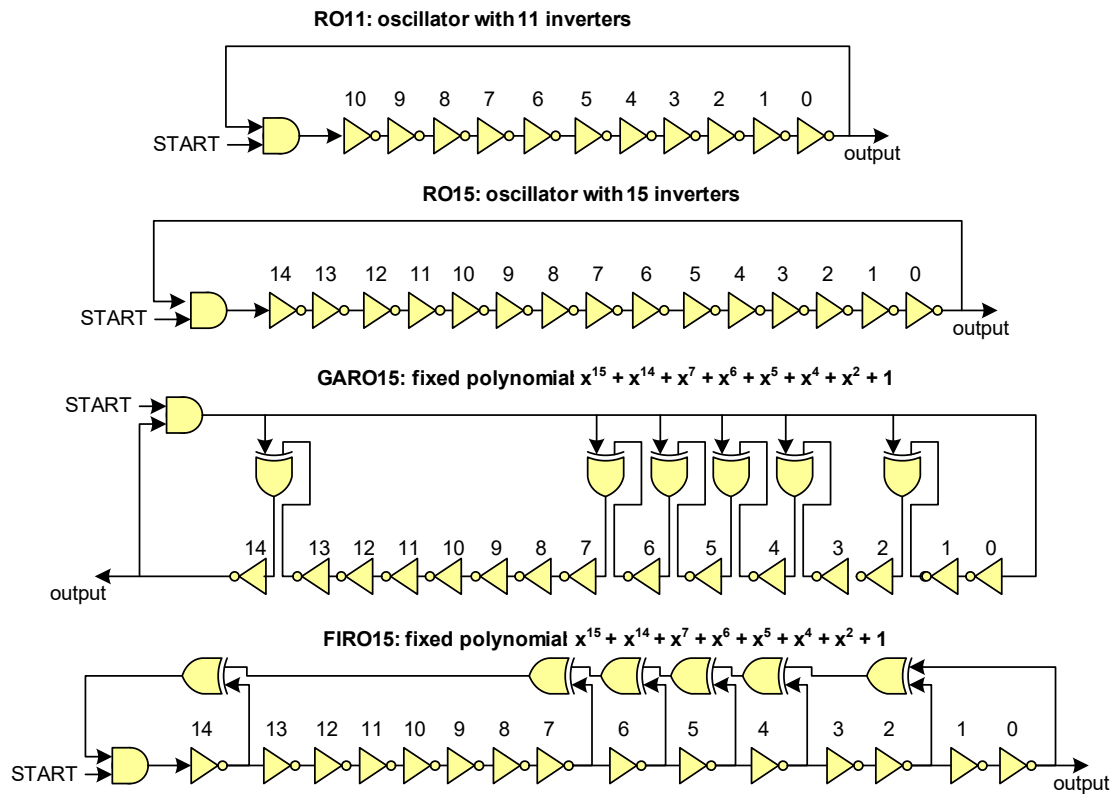 RO11: oscillator with 11 inverters
10 9 8 7 6 5 4 3 2 1 0
START
output
RO15: oscillator with 15 inverters
14 13 12 11 10 9 8 7 6 5 4 3 2 1 0
START
output
GARO15: fixed polynomial: x¹⁵ + x¹⁴ + x⁷ + x⁶ + x⁵ + x⁴ + x² + 1
START
14 13 12 11 10 9 8 7 6 5 4 3 2 1 0
output
FIRO15: fixed polynomial: x¹⁵ + x¹⁴ + x⁷ + x⁶ + x⁵ + x⁴ + x² + 1
14 13 12 11 10 9 8 7 6 5 4 3 2 1 0
START
output